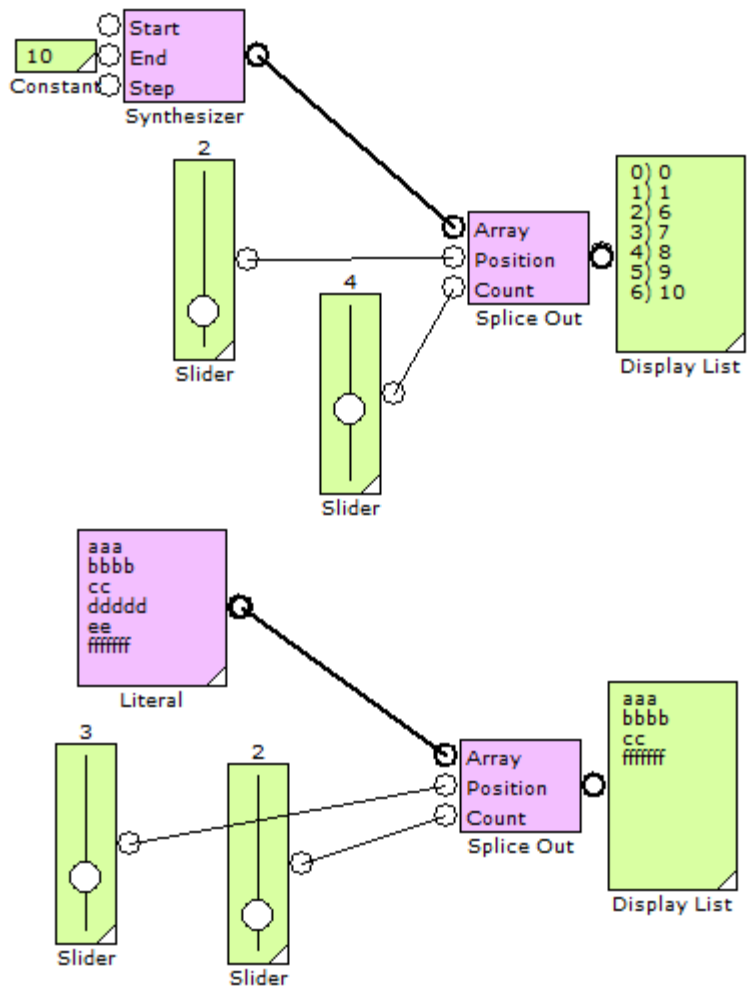 Start
10
End
Constant
Step
Synthesizer
2
0) 0
1) 1
2) 6
3) 7
4) 8
5) 9
6) 10
Array
Position
4
Count
Splice Out
Display List
Slider
Slider
aaa
bbbb
cc
ddddd
ee
fffffff
Literal
aaa
bbbb
cc
fffffff
3
2
Array
Position
Count
Splice Out
Display List
Slider
Slider